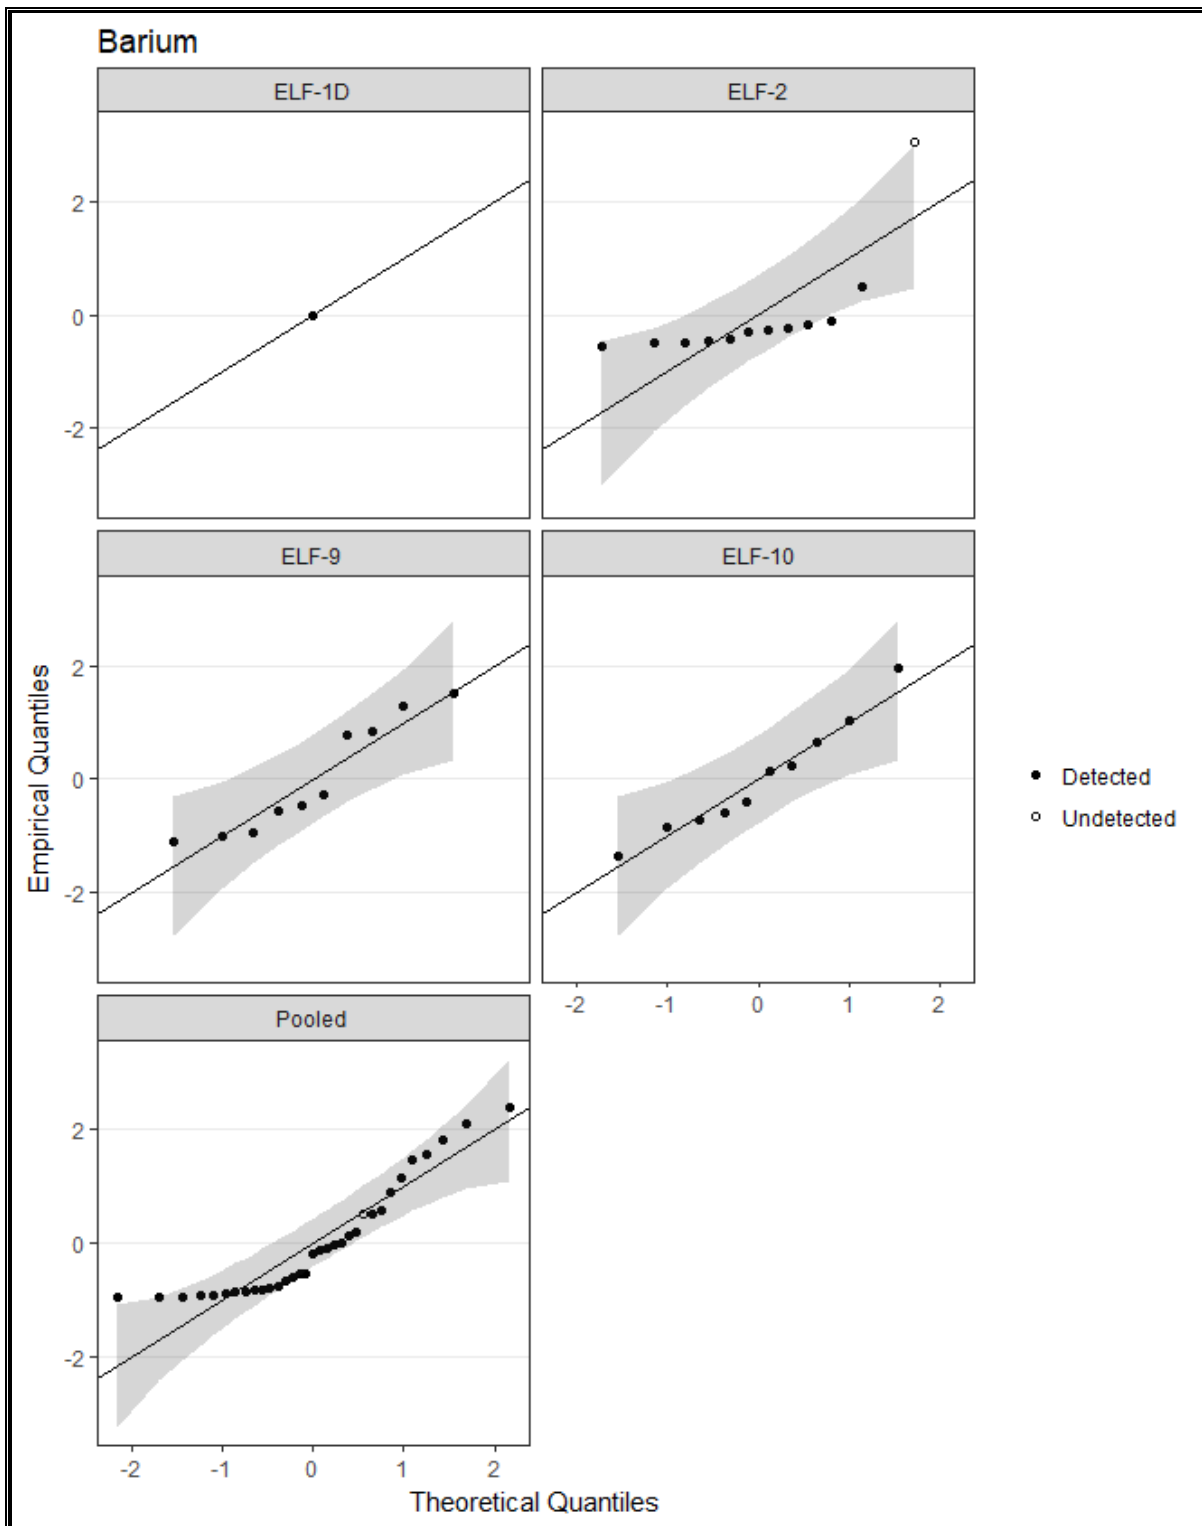 Barium
ELF-1D
ELF-2
2
0
-2
ELF-9
ELF-10
2
0
-2
-2 -1 0 1 2
Pooled
2
0
-2
-2 -1 0 1 2
Empirical Quantiles
Theoretical Quantiles
Detected
Undetected